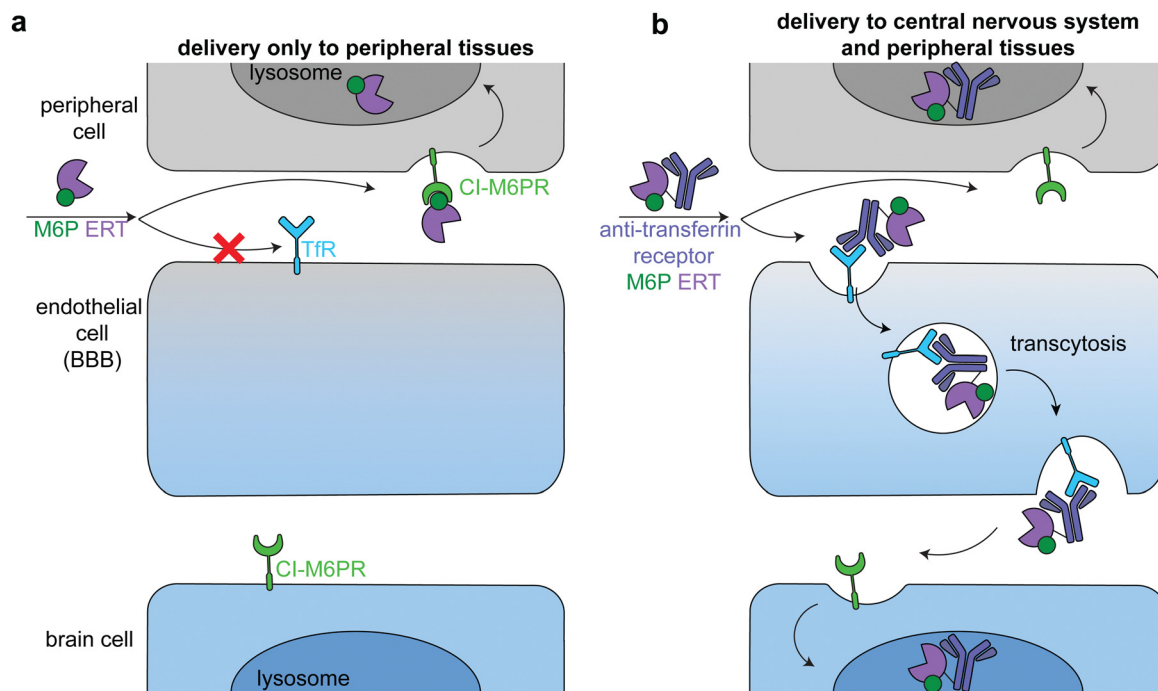 a
delivery only to peripheral tissues
lysosome
peripheral
cell
CI-M6PR
M6P ERT
TfR
endothelial
cell
(BBB)
CI-M6PR
brain cell
lysosome
b
delivery to central nervous system
and peripheral tissues
anti-transferrin
receptor
M6P ERT
transcytosis